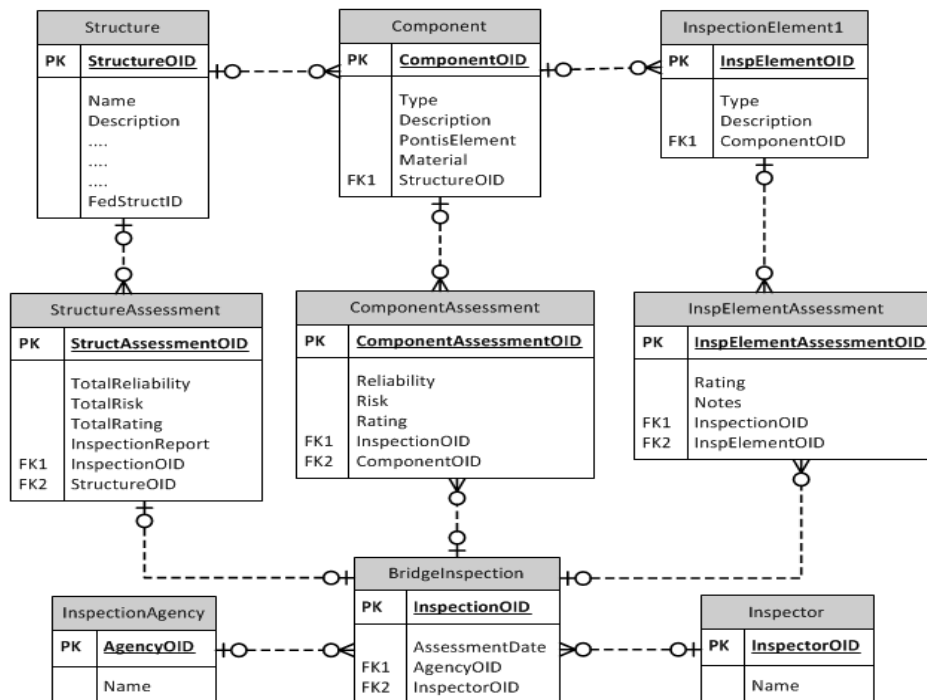 Structure
PK StructureOID
Name
Description
....
....
....
FedStructID
Component
PK ComponentOID
Type
Description
PontisElement
Material
FK1 StructureOID
InspectionElement1
PK InspElementOID
Type
Description
FK1 ComponentOID
StructureAssessment
PK StructAssessmentOID
TotalReliability
TotalRisk
TotalRating
InspectionReport
FK1 InspectionOID
FK2 StructureOID
ComponentAssessment
PK ComponentAssessmentOID
Reliability
Risk
Rating
FK1 InspectionOID
FK2 ComponentOID
InspElementAssessment
PK InspElementAssessmentOID
Rating
Notes
FK1 InspectionOID
FK2 InspElementOID
InspectionAgency
PK AgencyOID
Name
BridgeInspection
PK InspectionOID
AssessmentDate
FK1 AgencyOID
FK2 InspectorOID
Inspector
PK InspectorOID
Name